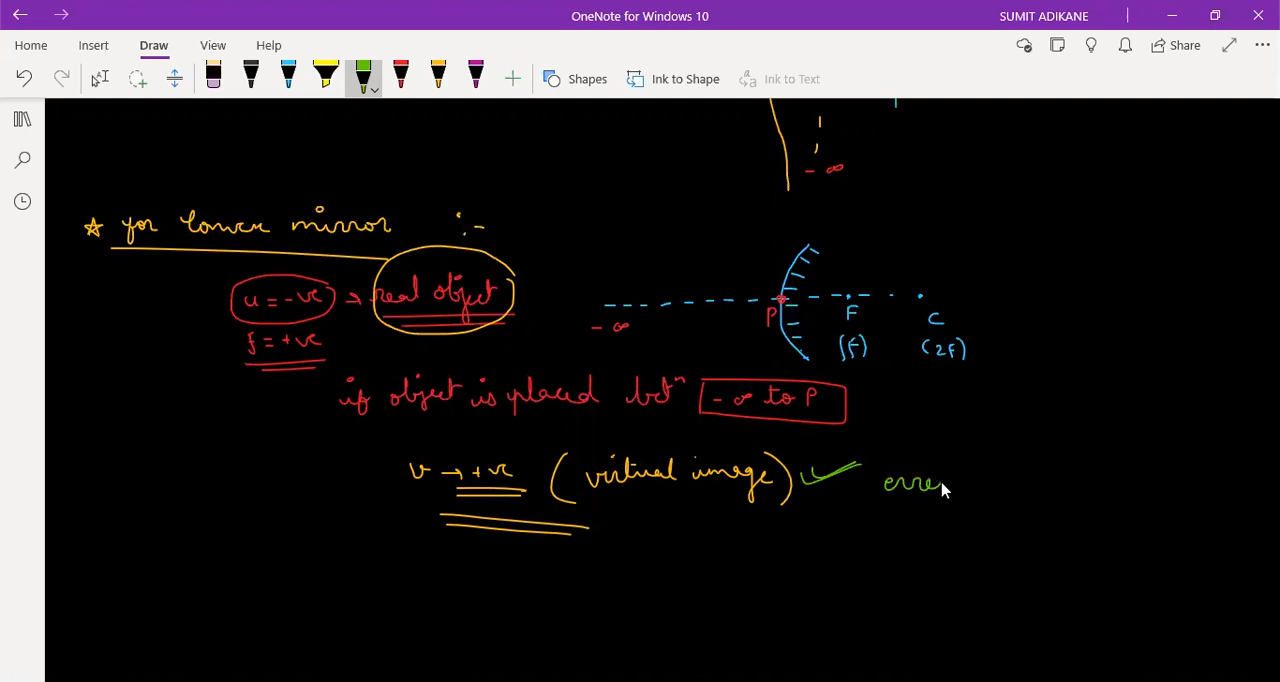 OneNote for Windows 10
SUMIT ADIKANE
Home Insert Draw View Help
Share
Shapes Ink to Shape Ink to Text
- ∞
☆ for convex mirror :-
u = -ve → real object
f = +ve
- ∞ P F C
(f) (2F)
if object is placed betⁿ - ∞ to P
v → +ve (virtual image) ✓ erre